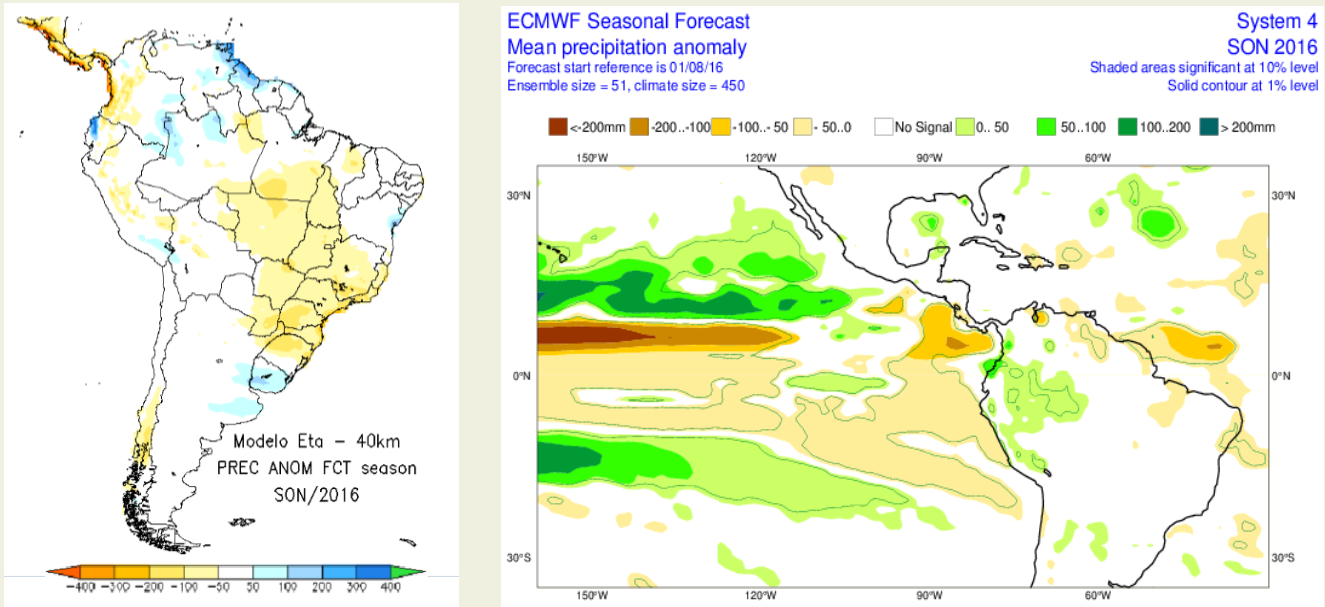 Modelo Eta - 40km
PREC ANOM FCT season
SON/2016
-400 -300 -200 -100 -50 50 100 200 300 400
ECMWF Seasonal Forecast
Mean precipitation anomaly
Forecast start reference is 01/08/16
Ensemble size = 51, climate size = 450
System 4
SON 2016
Shaded areas significant at 10% level
Solid contour at 1% level
<-200mm -200..-100 -100..- 50 - 50..0 No Signal 0.. 50 50..100 100..200 > 200mm
150°W 120°W 90°W 60°W
30°N 30°N
0°N 0°N
30°S 30°S
150°W 120°W 90°W 60°W